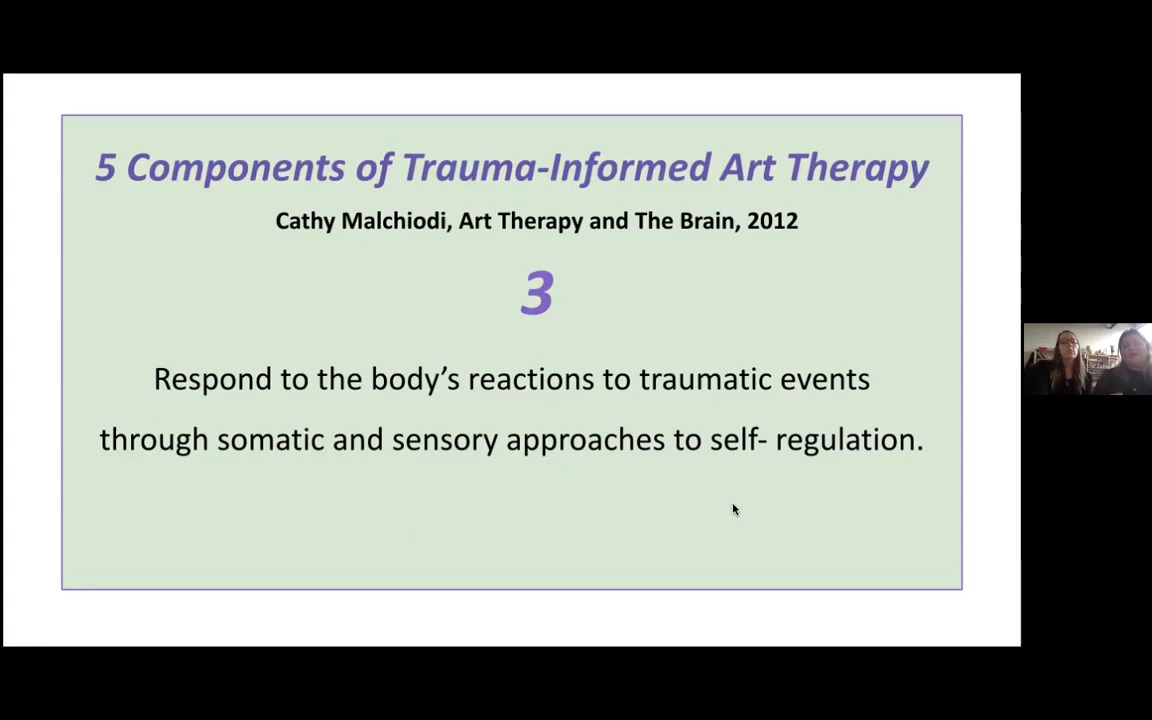 5 Components of Trauma-Informed Art Therapy
Cathy Malchiodi, Art Therapy and The Brain, 2012
3
Respond to the body’s reactions to traumatic events
through somatic and sensory approaches to self- regulation.